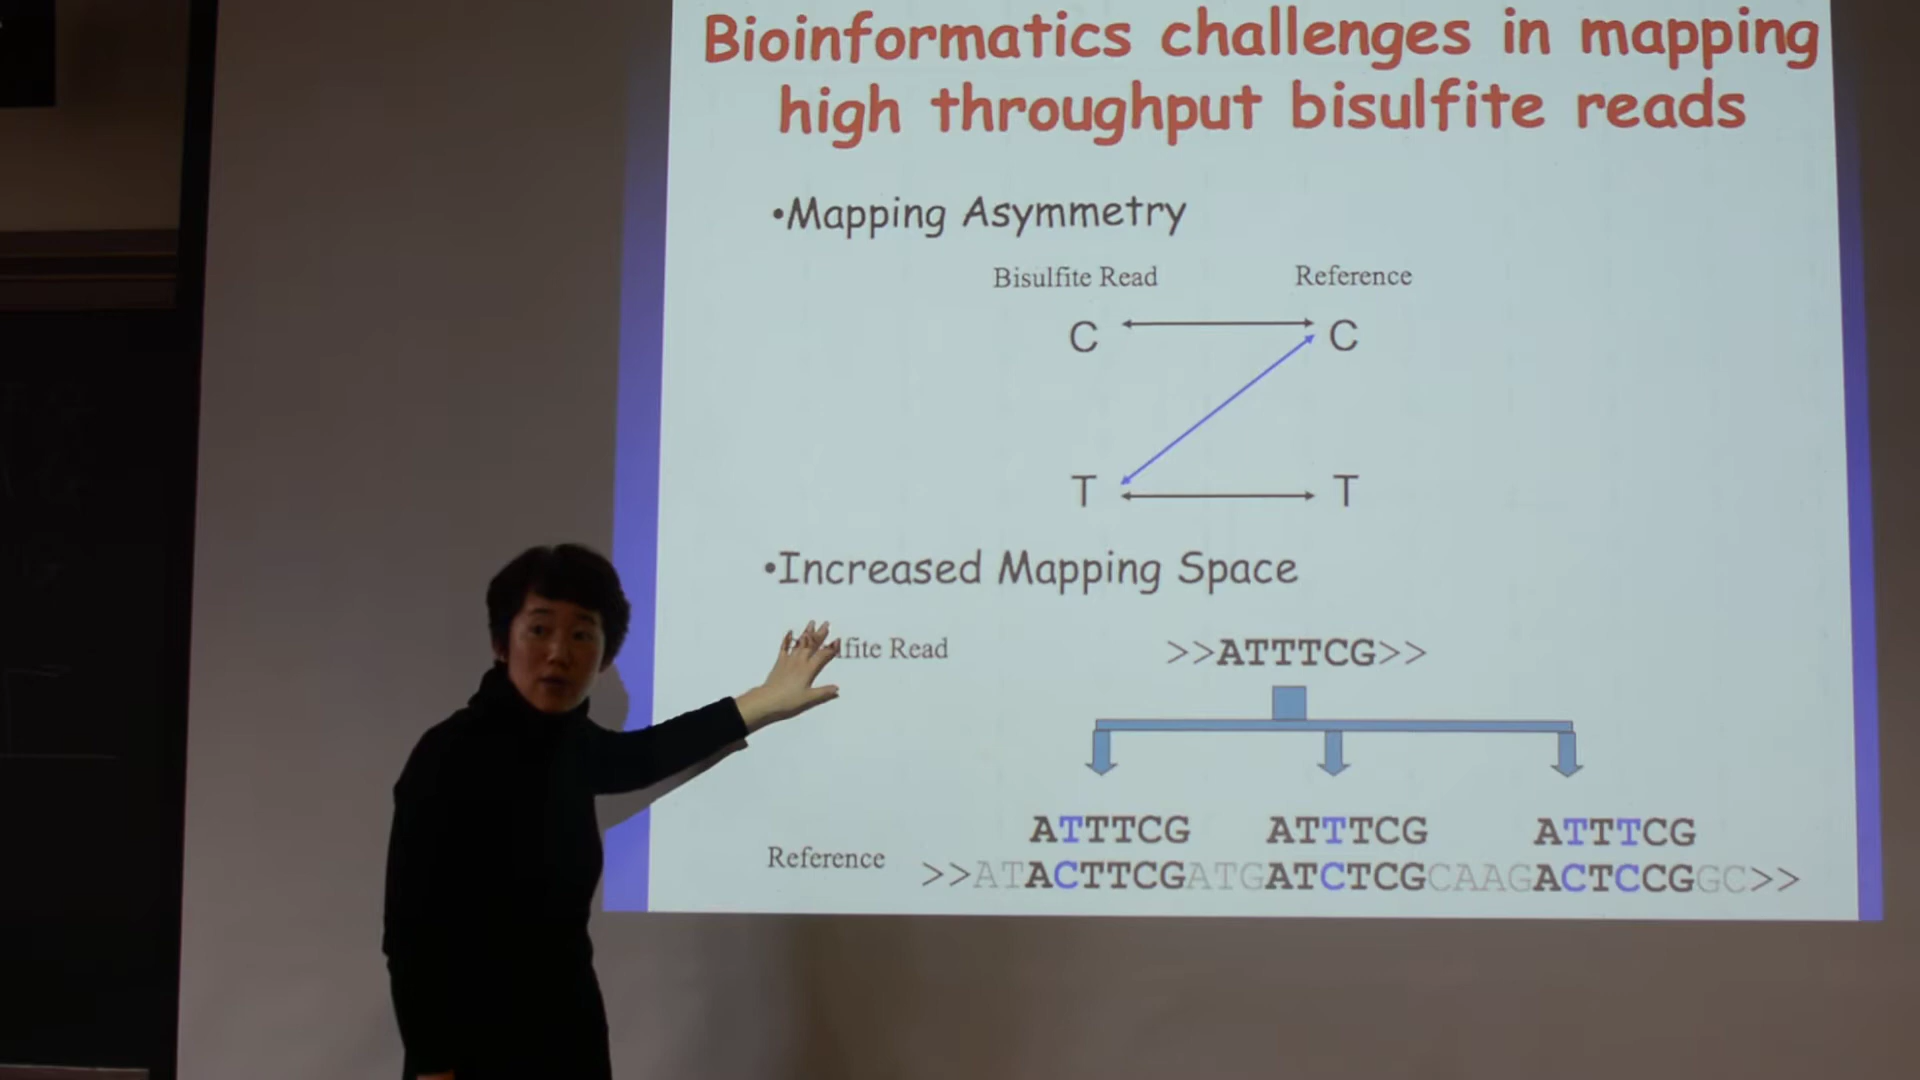 Bioinformatics challenges in mapping
high throughput bisulfite reads
•Mapping Asymmetry
Bisulfite Read Reference
C C
T T
•Increased Mapping Space
Read >>ATTTCG>>
ATTTCG ATTTCG ATTTCG
Reference >>ATACTTCGATGATCTCGCAAGACTCCGGC>>